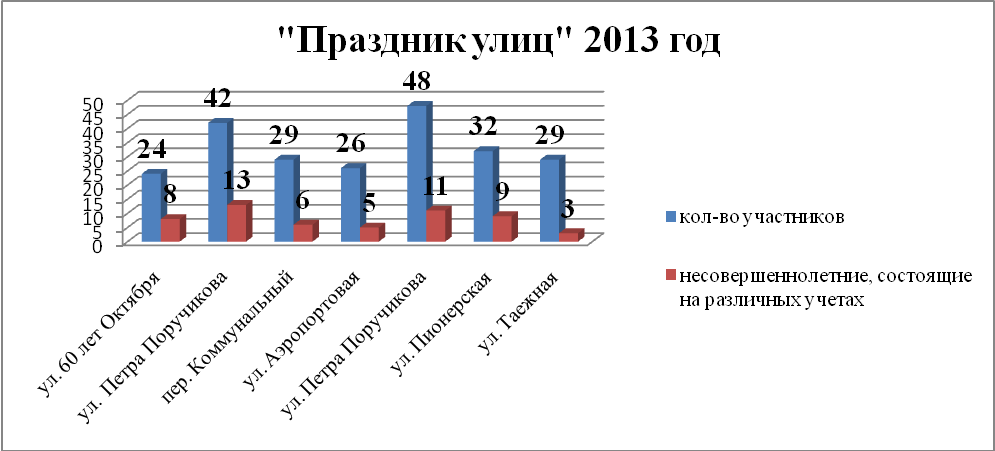 "Праздник улиц" 2013 год
50
45
40
35
30
25
20
15
10
5
0
24
8
42
13
29
6
26
5
48
11
32
9
29
3
ул. 60 лет Октября
ул. Петра Поручикова
пер. Коммунальный
ул. Аэропортовая
ул. Петра Поручикова
ул. Пионерская
ул. Таежная
кол-во участников
несовершеннолетние, состоящие
на различных учетах